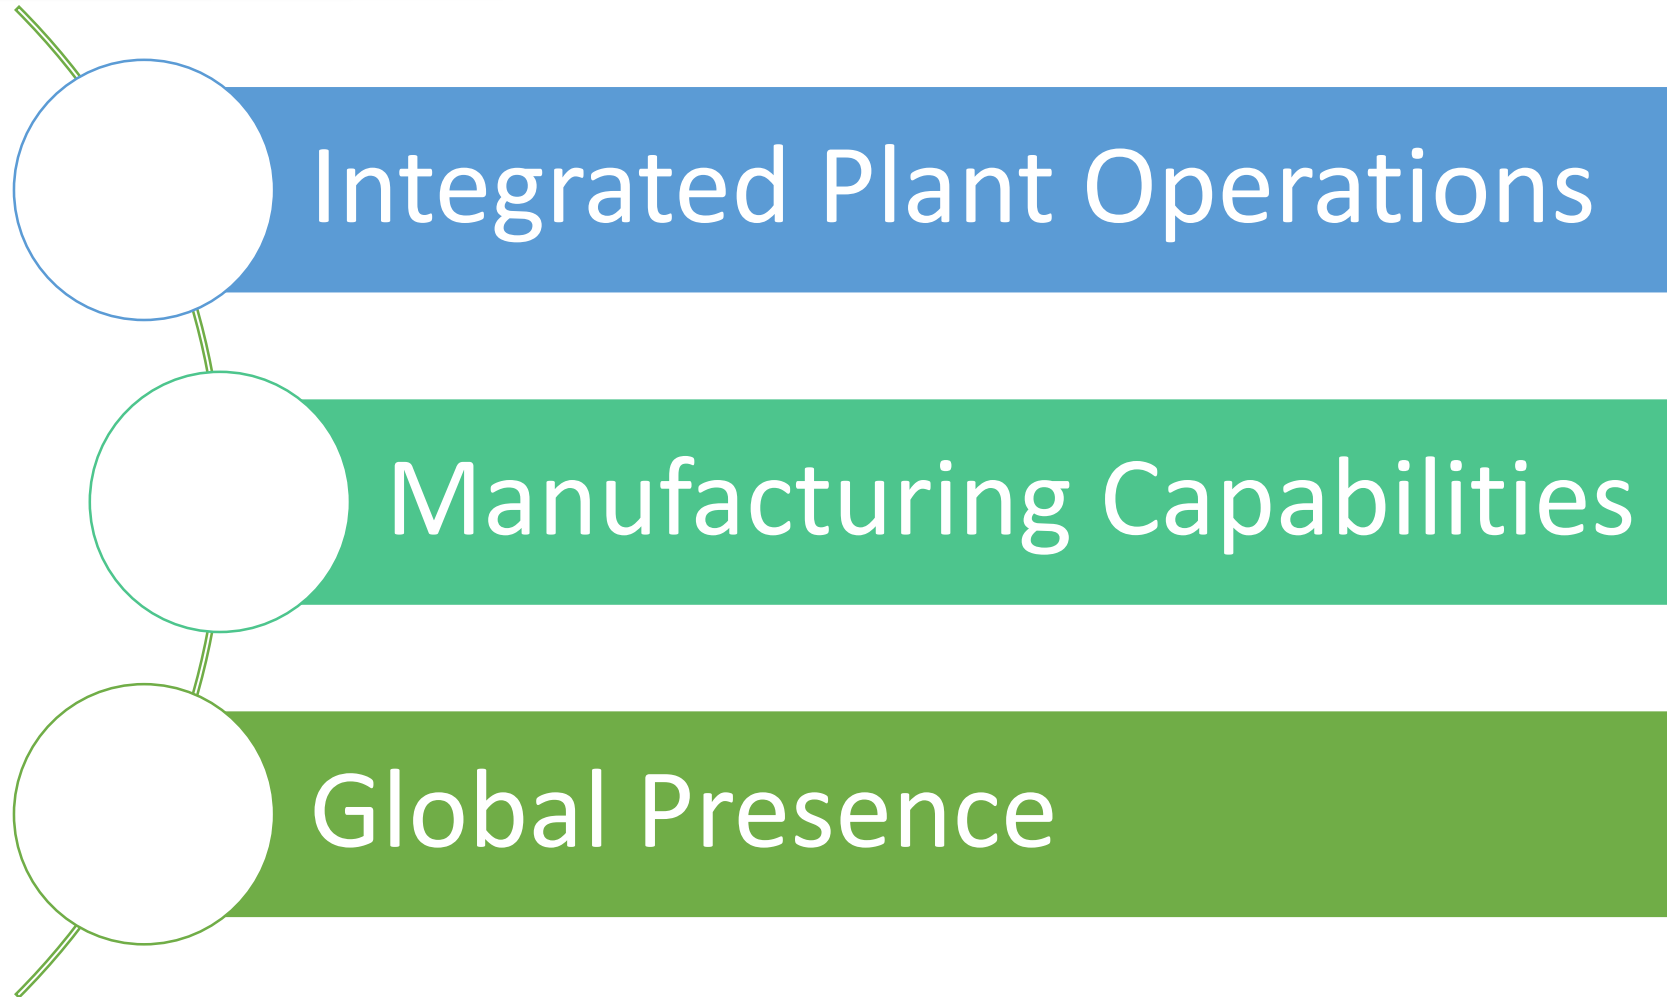 Integrated Plant Operations
Manufacturing Capabilities
Global Presence